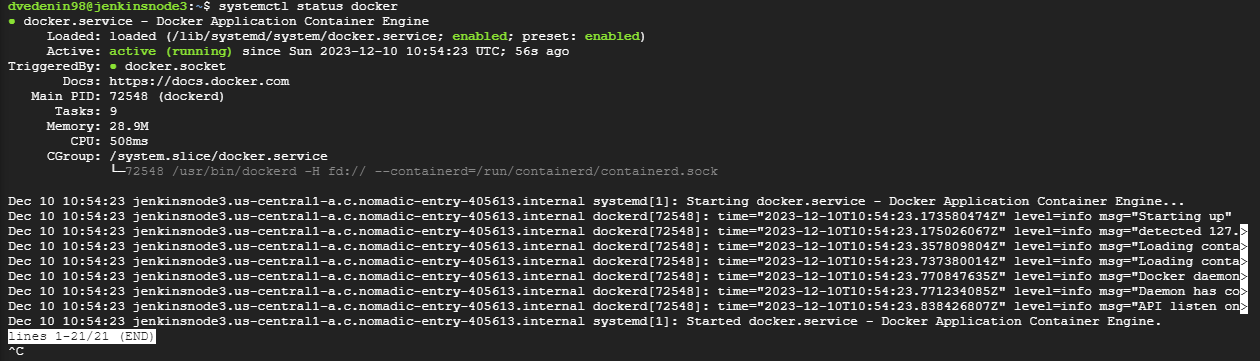 dvedenin98@jenkinsnode3:~$ systemctl status docker
● docker.service - Docker Application Container Engine
     Loaded: loaded (/lib/systemd/system/docker.service; enabled; preset: enabled)
     Active: active (running) since Sun 2023-12-10 10:54:23 UTC; 56s ago
TriggeredBy: ● docker.socket
       Docs: https://docs.docker.com
   Main PID: 72548 (dockerd)
      Tasks: 9
     Memory: 28.9M
        CPU: 508ms
     CGroup: /system.slice/docker.service
             └─72548 /usr/bin/dockerd -H fd:// --containerd=/run/containerd/containerd.sock
Dec 10 10:54:23 jenkinsnode3.us-central1-a.c.nomadic-entry-405613.internal systemd[1]: Starting docker.service - Docker Application Container Engine...
Dec 10 10:54:23 jenkinsnode3.us-central1-a.c.nomadic-entry-405613.internal dockerd[72548]: time="2023-12-10T10:54:23.173580474Z" level=info msg="Starting up"
Dec 10 10:54:23 jenkinsnode3.us-central1-a.c.nomadic-entry-405613.internal dockerd[72548]: time="2023-12-10T10:54:23.175026067Z" level=info msg="detected 127.>
Dec 10 10:54:23 jenkinsnode3.us-central1-a.c.nomadic-entry-405613.internal dockerd[72548]: time="2023-12-10T10:54:23.357809804Z" level=info msg="Loading conta>
Dec 10 10:54:23 jenkinsnode3.us-central1-a.c.nomadic-entry-405613.internal dockerd[72548]: time="2023-12-10T10:54:23.737380014Z" level=info msg="Loading conta>
Dec 10 10:54:23 jenkinsnode3.us-central1-a.c.nomadic-entry-405613.internal dockerd[72548]: time="2023-12-10T10:54:23.770847635Z" level=info msg="Docker daemon>
Dec 10 10:54:23 jenkinsnode3.us-central1-a.c.nomadic-entry-405613.internal dockerd[72548]: time="2023-12-10T10:54:23.771234085Z" level=info msg="Daemon has co>
Dec 10 10:54:23 jenkinsnode3.us-central1-a.c.nomadic-entry-405613.internal dockerd[72548]: time="2023-12-10T10:54:23.838426807Z" level=info msg="API listen on>
Dec 10 10:54:23 jenkinsnode3.us-central1-a.c.nomadic-entry-405613.internal systemd[1]: Started docker.service - Docker Application Container Engine.
lines 1-21/21 (END)
^C